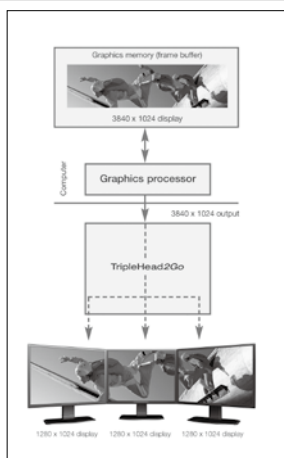 Graphics memory (frame buffer)
3840 x 1024 display
Computer
Graphics processor
3840 x 1024 output
TripleHead2Go
1280 x 1024 display 1280 x 1024 display 1280 x 1024 display